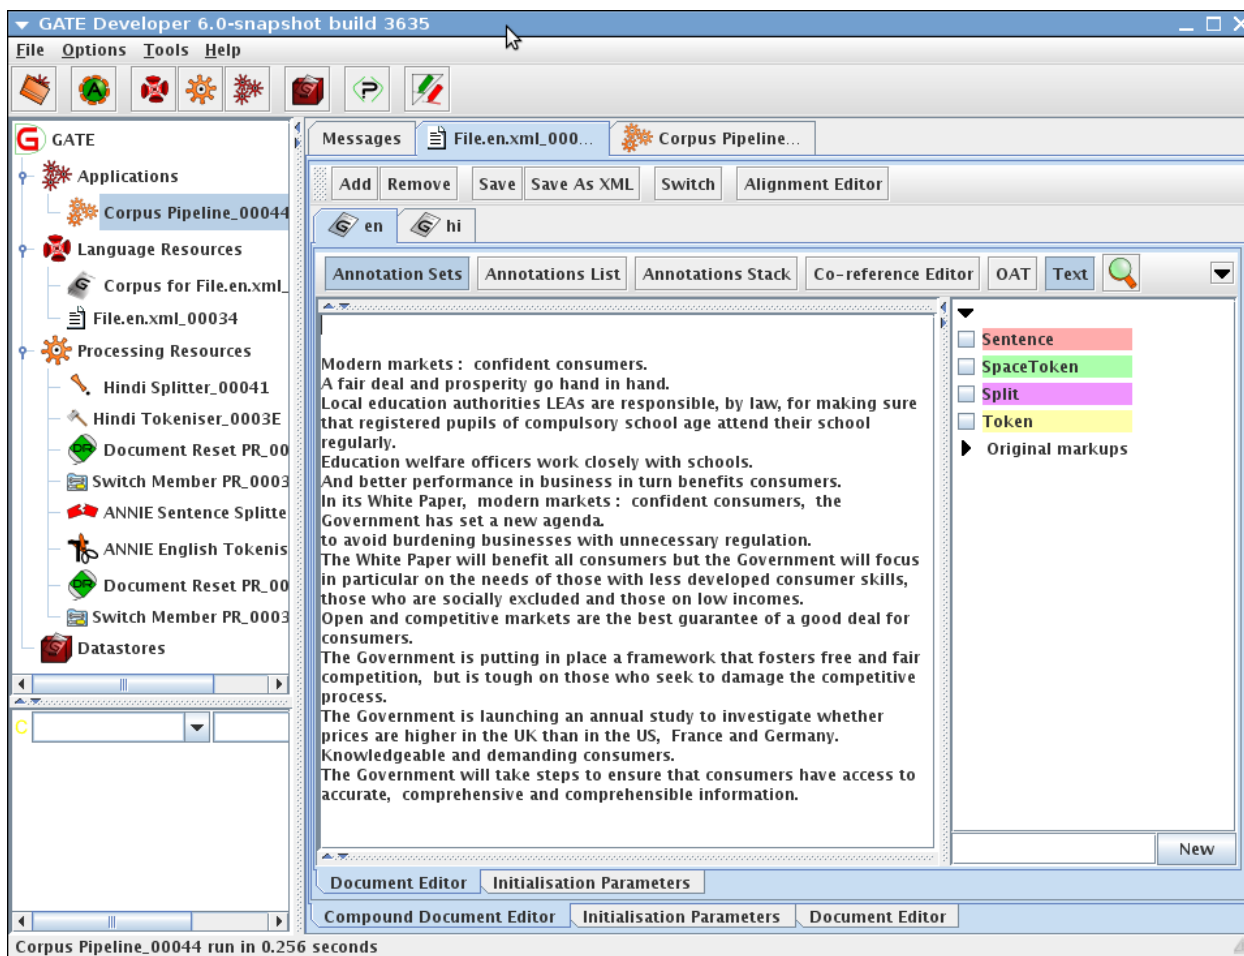 GATE Developer 6.0-snapshot build 3635
File Options Tools Help
GATE
Applications
Corpus Pipeline_00044
Language Resources
Corpus for File.en.xml_
File.en.xml_00034
Processing Resources
Hindi Splitter_00041
Hindi Tokeniser_0003E
Document Reset PR_00
Switch Member PR_0003
ANNIE Sentence Splitte
ANNIE English Tokenis
Document Reset PR_00
Switch Member PR_0003
Datastores
Messages File.en.xml_000... Corpus Pipeline...
Add Remove Save Save As XML Switch Alignment Editor
en hi
Annotation Sets Annotations List Annotations Stack Co-reference Editor OAT Text
Modern markets : confident consumers.
A fair deal and prosperity go hand in hand.
Local education authorities LEAs are responsible, by law, for making sure
that registered pupils of compulsory school age attend their school
regularly.
Education welfare officers work closely with schools.
And better performance in business in turn benefits consumers.
In its White Paper, modern markets : confident consumers, the
Government has set a new agenda.
to avoid burdening businesses with unnecessary regulation.
The White Paper will benefit all consumers but the Government will focus
in particular on the needs of those with less developed consumer skills,
those who are socially excluded and those on low incomes.
Open and competitive markets are the best guarantee of a good deal for
consumers.
The Government is putting in place a framework that fosters free and fair
competition, but is tough on those who seek to damage the competitive
process.
The Government is launching an annual study to investigate whether
prices are higher in the UK than in the US, France and Germany.
Knowledgeable and demanding consumers.
The Government will take steps to ensure that consumers have access to
accurate, comprehensive and comprehensible information.
Sentence
SpaceToken
Split
Token
Original markups
New
Document Editor Initialisation Parameters
Compound Document Editor Initialisation Parameters Document Editor
Corpus Pipeline_00044 run in 0.256 seconds